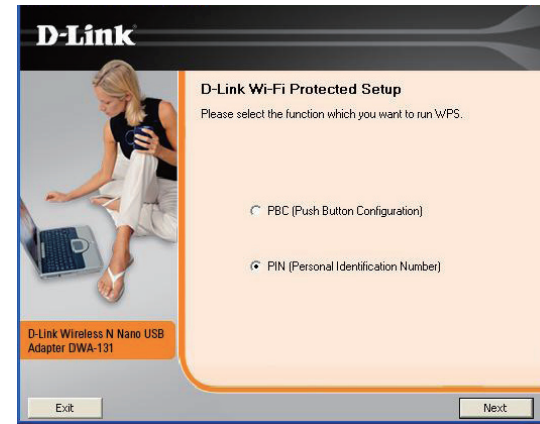 D-Link
D-Link Wi-Fi Protected Setup
Please select the function which you want to run WPS.
PBC (Push Button Configuration)
PIN (Personal Identification Number)
D-Link Wireless N Nano USB
Adapter DWA-131
Exit
Next